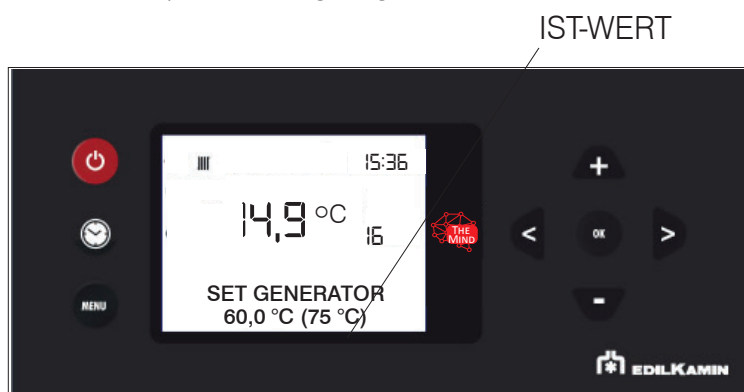 IST-WERT
15:36
14,9 °C
16
THE
MIND
SET GENERATOR
60,0 °C (75 °C)
MENU
+
< OK >
-
EDILKAMIN